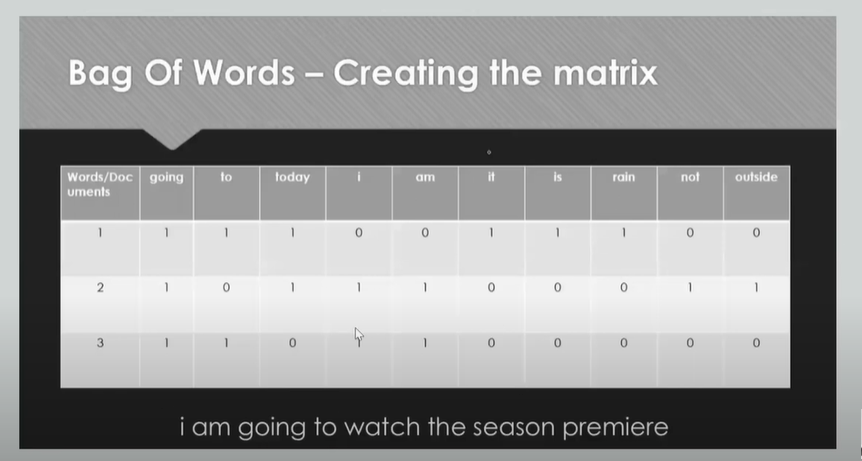 Bag Of Words – Creating the matrix
Words/Doc going to today i am it is rain not outside
uments
1 1 1 1 0 0 1 1 1 0 0
2 1 0 1 1 1 0 0 0 1 1
3 1 1 0 1 1 0 0 0 0 0
i am going to watch the season premiere